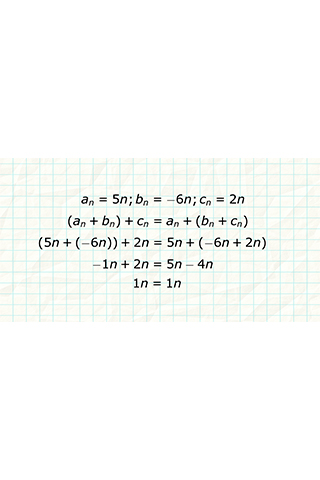 aₙ = 5n; bₙ = −6n; cₙ = 2n
(aₙ + bₙ) + cₙ = aₙ + (bₙ + cₙ)
(5n + (−6n)) + 2n = 5n + (−6n + 2n)
−1n + 2n = 5n − 4n
1n = 1n